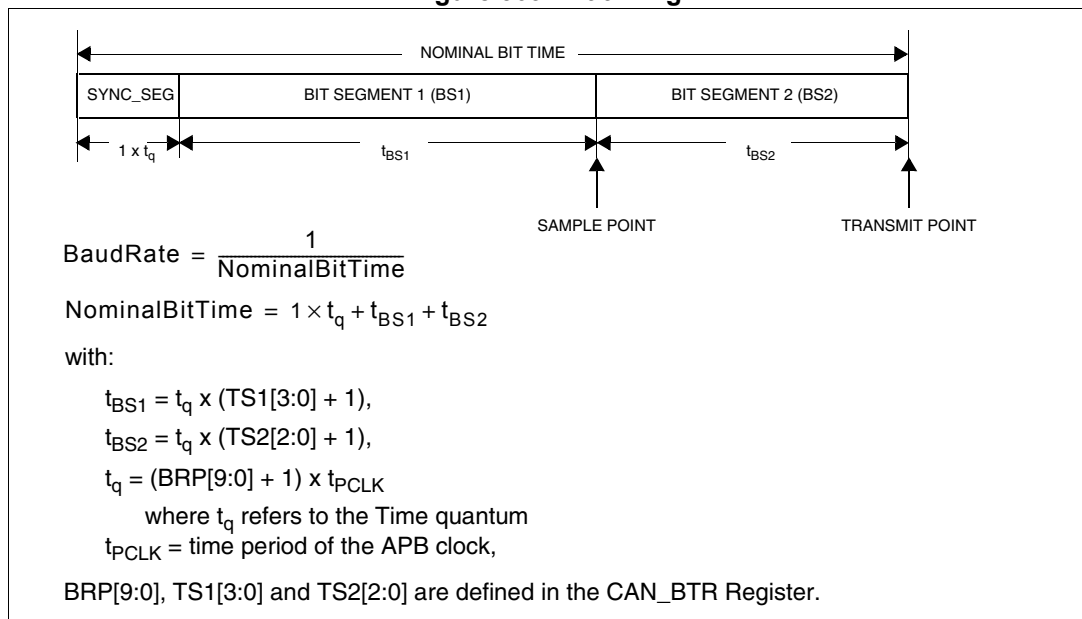 NOMINAL BIT TIME
SYNC_SEG BIT SEGMENT 1 (BS1) BIT SEGMENT 2 (BS2)
1 x tq tBS1 tBS2
SAMPLE POINT TRANSMIT POINT
BaudRate = 1 / NominalBitTime
NominalBitTime = 1 × tq + tBS1 + tBS2
with:
tBS1 = tq x (TS1[3:0] + 1),
tBS2 = tq x (TS2[2:0] + 1),
tq = (BRP[9:0] + 1) x tPCLK
where tq refers to the Time quantum
tPCLK = time period of the APB clock,
BRP[9:0], TS1[3:0] and TS2[2:0] are defined in the CAN_BTR Register.